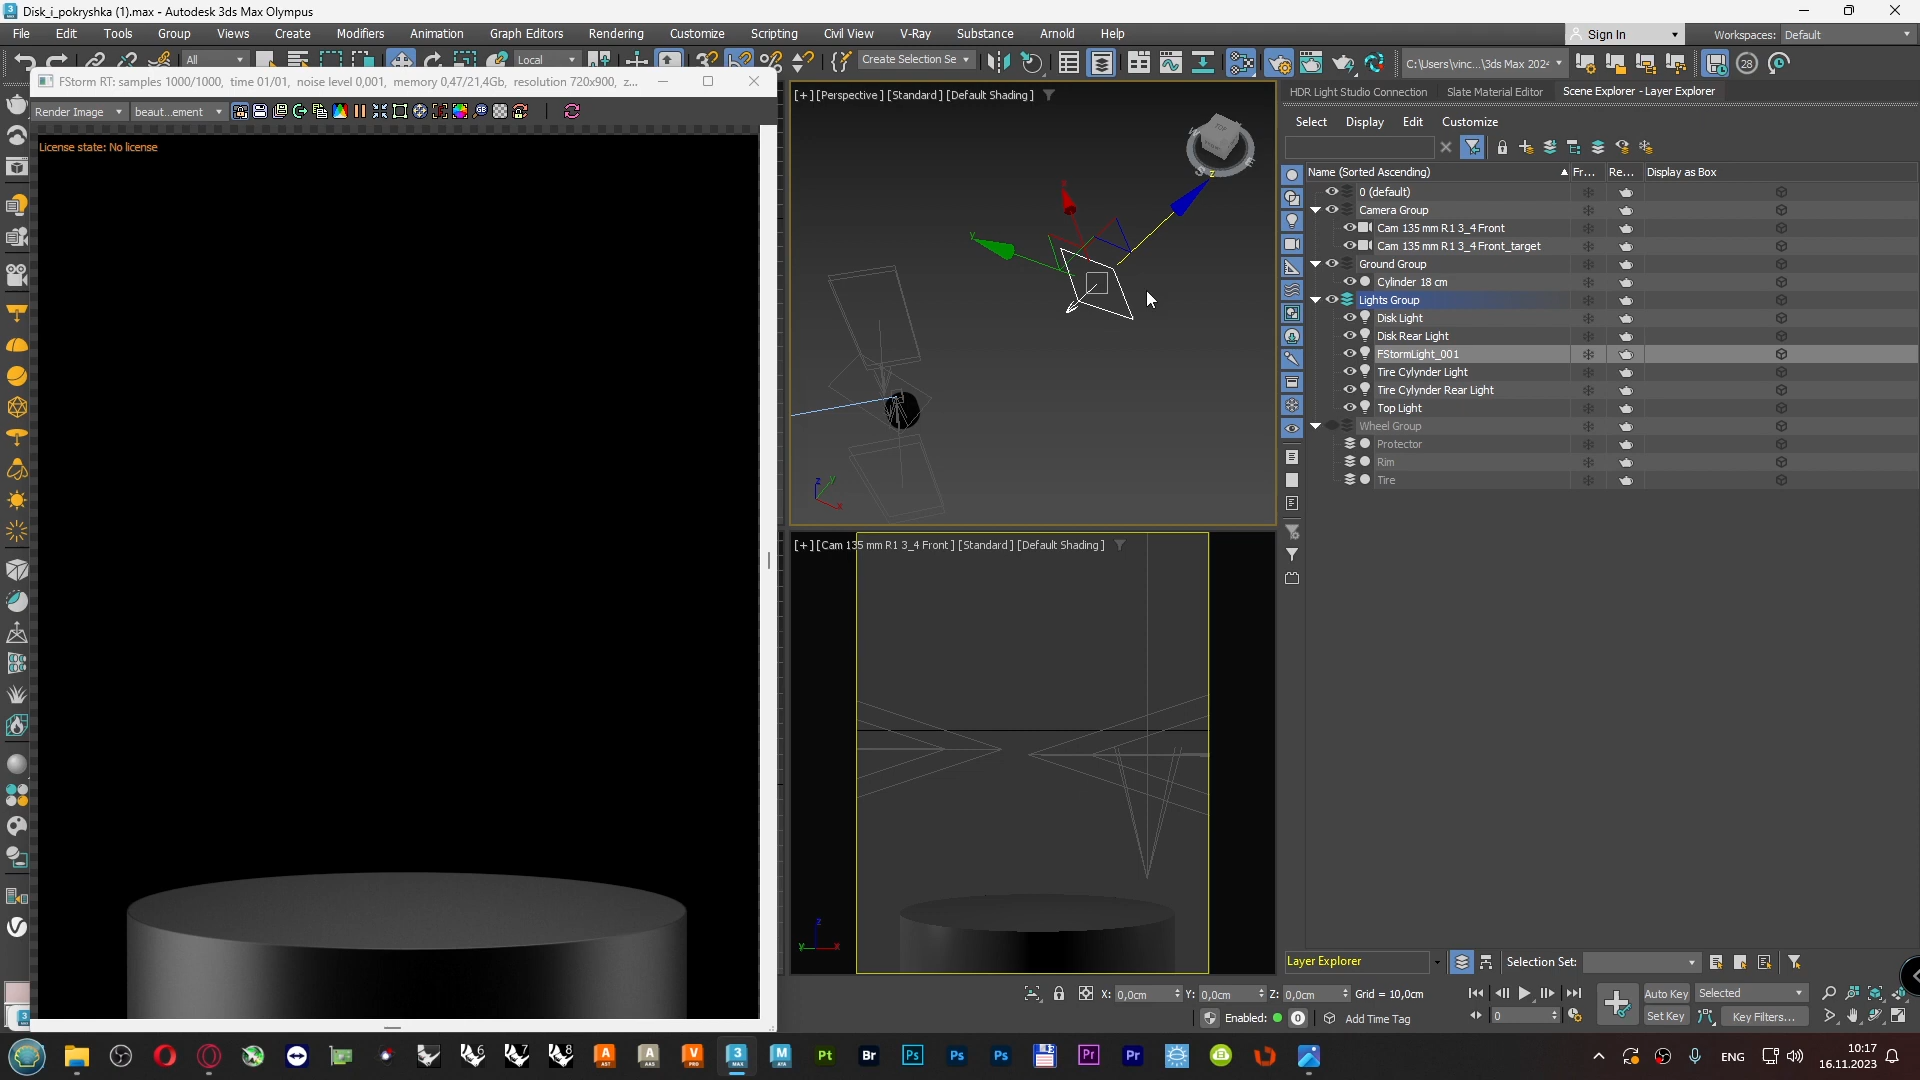 Disk_i_pokryshka (1).max - Autodesk 3ds Max Olympus
File Edit Tools Group Views Create Modifiers Animation Graph Editors Rendering Customize Scripting Civil View V-Ray Substance Arnold Help
Sign In Workspaces: Default
All Local Create Selection Se C:\Users\vinc...\3ds Max 2024
FStorm RT: samples 1000/1000, time 01/01, noise level 0,001, memory 0,47/21,4Gb, resolution 720x900, z...
Render Image beaut...ement
License state: No license
[+] [Perspective] [Standard] [Default Shading]
HDR Light Studio Connection Slate Material Editor Scene Explorer - Layer Explorer
Select Display Edit Customize
Name (Sorted Ascending) Fr... Re... Display as Box
0 (default)
Camera Group
Cam 135 mm R1 3_4 Front
Cam 135 mm R1 3_4 Front_target
Ground Group
Cylinder 18 cm
Lights Group
Disk Light
Disk Rear Light
FStormLight_001
Tire Cylynder Light
Tire Cylynder Rear Light
Top Light
Wheel Group
Protector
Rim
Tire
[+] [Cam 135 mm R1 3_4 Front] [Standard] [Default Shading]
Layer Explorer Selection Set:
X: 0,0cm Y: 0,0cm Z: 0,0cm Grid = 10,0cm Auto Key Selected
Enabled: 0 Add Time Tag 0 Set Key Key Filters...
ENG 10:17
16.11.2023